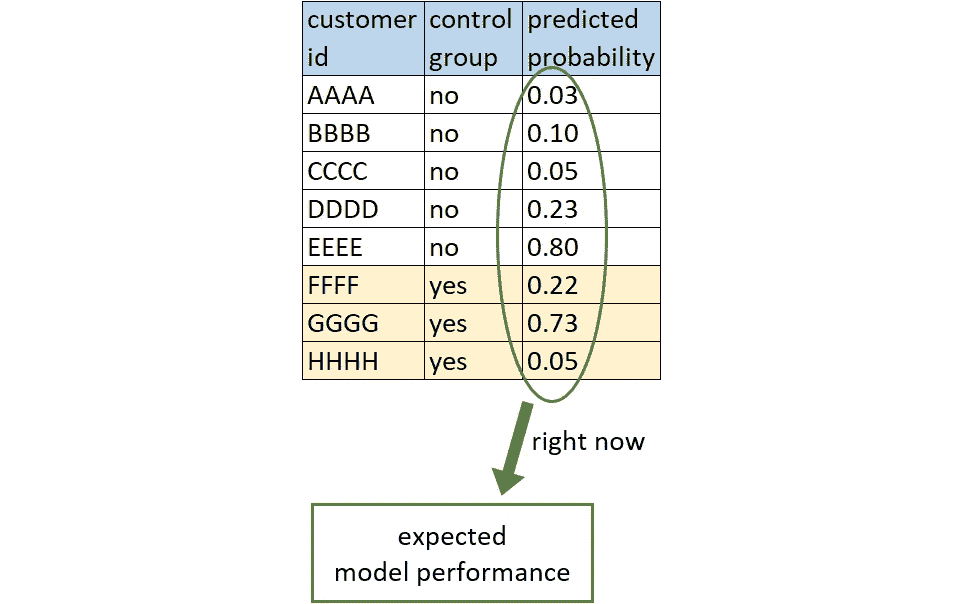 customer control predicted
id group probability
AAAA no 0.03
BBBB no 0.10
CCCC no 0.05
DDDD no 0.23
EEEE no 0.80
FFFF yes 0.22
GGGG yes 0.73
HHHH yes 0.05
right now
expected
model performance